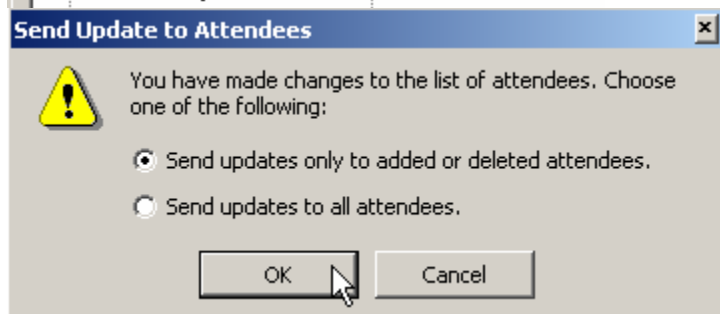 Send Update to Attendees
You have made changes to the list of attendees. Choose
one of the following:
Send updates only to added or deleted attendees.
Send updates to all attendees.
OK Cancel